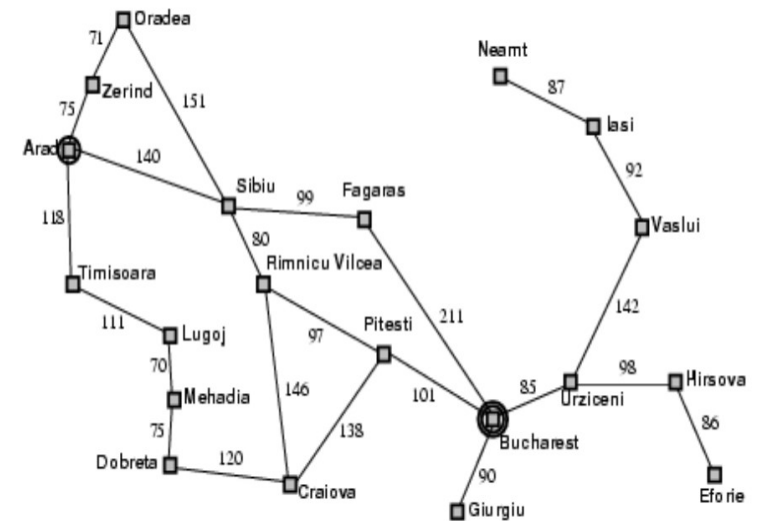 Oradea
71
Neamt
Zerind
87
151
75
Iasi
Arad
140
92
Sibiu
Fagaras
99
118
Vaslui
80
Rimnicu Vilcea
Timisoara
142
211
111
Pitesti
Lugoj
97
70
98
Hirsova
85
146
101
Urziceni
Mehadia
86
138
75
Bucharest
120
Dobreta
90
Craiova
Eforie
Giurgiu